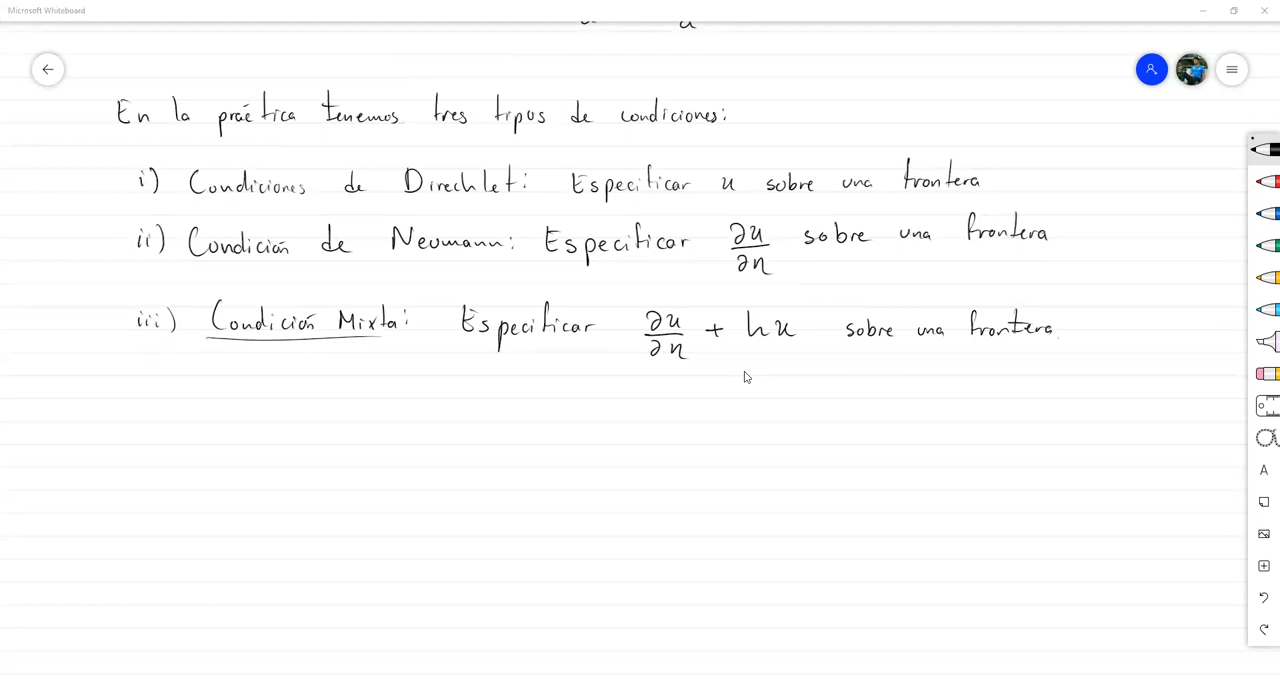 Microsoft Whiteboard
En la práctica tenemos tres tipos de condiciones:
i) Condiciones de Direchlet: Especificar u sobre una frontera
ii) Condición de Neumann: Especificar ∂u/∂n sobre una frontera
iii) Condición Mixta: Especificar ∂u/∂n + hu sobre una frontera
A